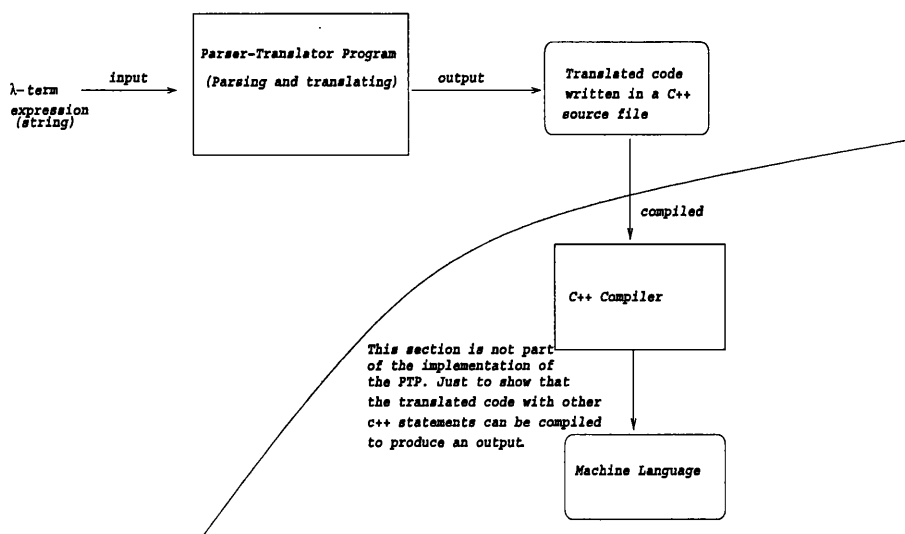 λ-term
expression
(string)
input
Parser-Translator Program
(Parsing and translating)
output
Translated code
written in a C++
source file
compiled
C++ Compiler
This section is not part
of the implementation of
the PTP. Just to show that
the translated code with other
c++ statements can be compiled
to produce an output.
Machine Language